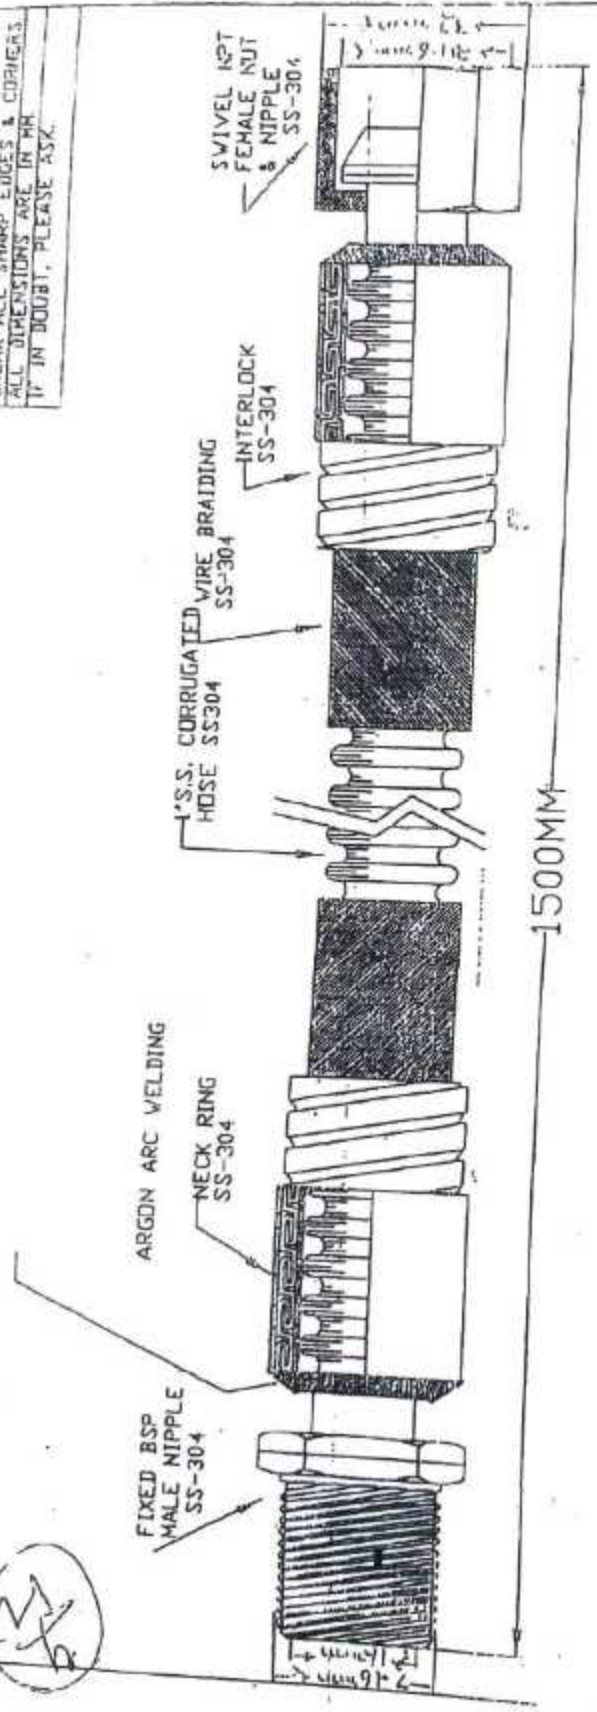 ALL DIMENSIONS ARE IN MM.
IF IN DOUBT, PLEASE ASK.
FIXED BSP
MALE NIPPLE
SS-304
ARGON ARC WELDING
NECK RING
SS-304
1"S.S. CORRUGATED
HOSE SS304
WIRE BRAIDING
SS-304
INTERLOCK
SS-304
SWIVEL NPT
FEMALE NUT
& NIPPLE
SS-304
1500MM